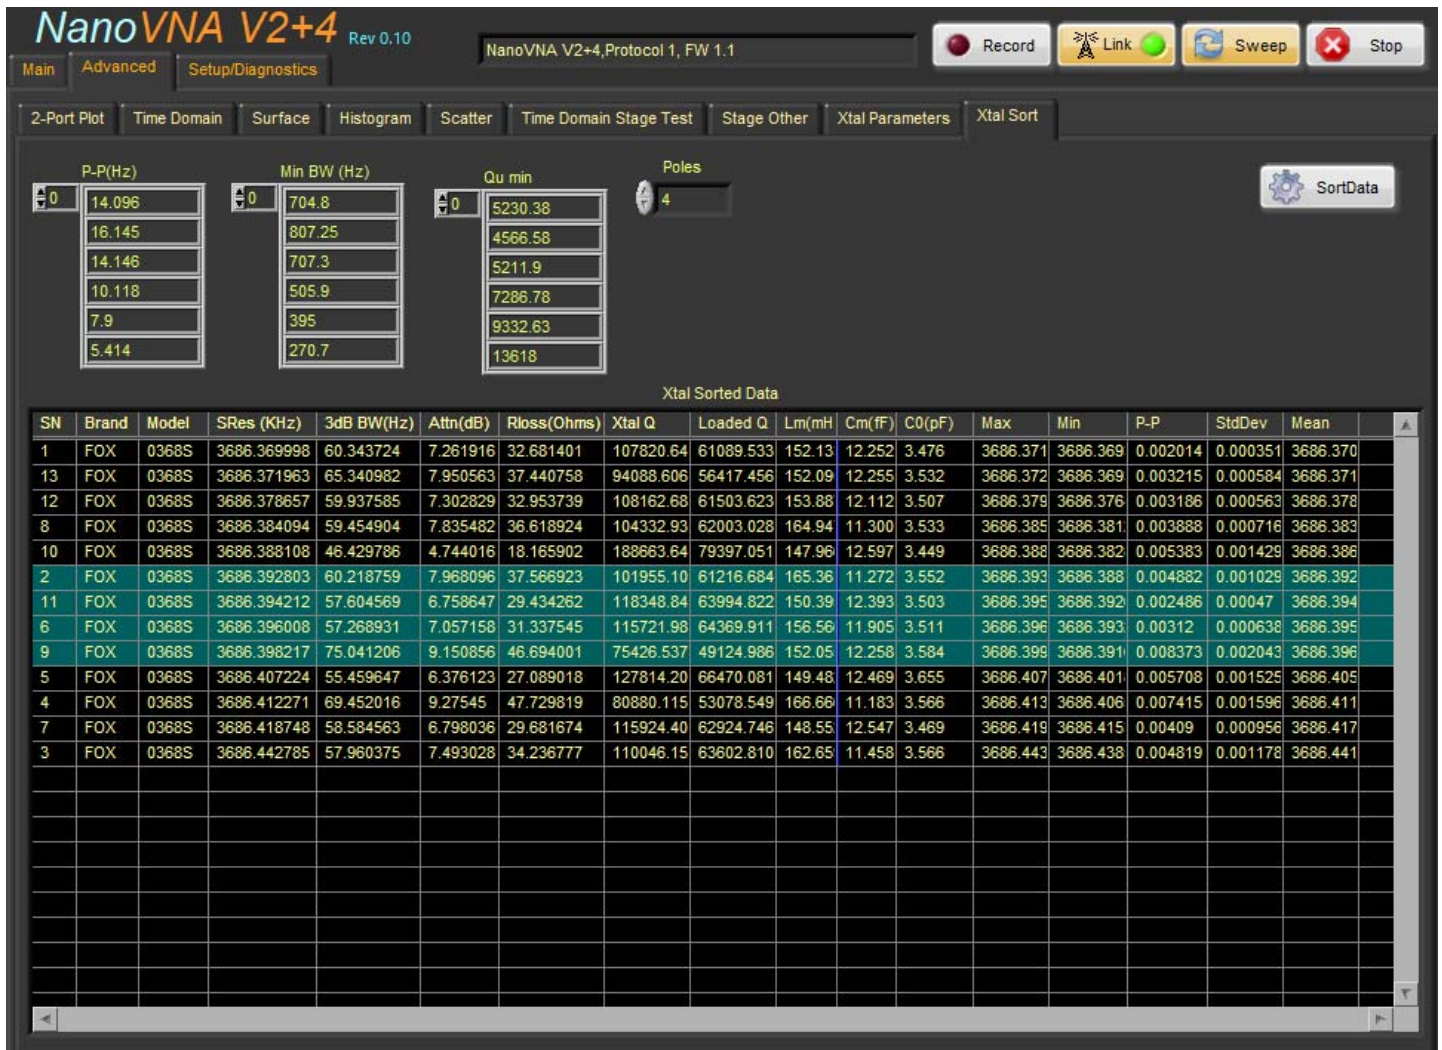 NanoVNA V2+4 Rev 0.10
NanoVNA V2+4,Protocol 1, FW 1.1
Record Link Sweep Stop
Main Advanced Setup/Diagnostics
2-Port Plot Time Domain Surface Histogram Scatter Time Domain Stage Test Stage Other Xtal Parameters Xtal Sort
P-P(Hz) Min BW (Hz) Qu min Poles
0 14.096 0 704.8 0 5230.38 4 SortData
16.145 807.25 4566.58
14.146 707.3 5211.9
10.118 505.9 7286.78
7.9 395 9332.63
5.414 270.7 13618
Xtal Sorted Data
SN Brand Model SRes (KHz) 3dB BW(Hz) Attn(dB) Rloss(Ohms) Xtal Q Loaded Q Lm(mH Cm(fF) C0(pF) Max Min P-P StdDev Mean
1 FOX 0368S 3686.369998 60.343724 7.261916 32.681401 107820.64 61089.533 152.13 12.252 3.476 3686.371 3686.369 0.002014 0.000351 3686.370
13 FOX 0368S 3686.371963 65.340982 7.950563 37.440758 94088.606 56417.456 152.09 12.255 3.532 3686.372 3686.369 0.003215 0.000584 3686.371
12 FOX 0368S 3686.378657 59.937585 7.302829 32.953739 108162.68 61503.623 153.88 12.112 3.507 3686.379 3686.376 0.003186 0.000563 3686.378
8 FOX 0368S 3686.384094 59.454904 7.835482 36.618924 104332.93 62003.028 164.94 11.300 3.533 3686.385 3686.381 0.003888 0.000716 3686.383
10 FOX 0368S 3686.388108 46.429786 4.744016 18.165902 188663.64 79397.051 147.96 12.597 3.449 3686.388 3686.382 0.005383 0.001429 3686.386
2 FOX 0368S 3686.392803 60.218759 7.968096 37.566923 101955.10 61216.684 165.36 11.272 3.552 3686.393 3686.388 0.004882 0.001029 3686.392
11 FOX 0368S 3686.394212 57.604569 6.758647 29.434262 118348.84 63994.822 150.39 12.393 3.503 3686.395 3686.392 0.002486 0.00047 3686.394
6 FOX 0368S 3686.396008 57.268931 7.057158 31.337545 115721.98 64369.911 156.56 11.905 3.511 3686.396 3686.393 0.00312 0.000638 3686.395
9 FOX 0368S 3686.398217 75.041206 9.150856 46.694001 75426.537 49124.986 152.05 12.258 3.584 3686.399 3686.391 0.008373 0.002043 3686.396
5 FOX 0368S 3686.407224 55.459647 6.376123 27.089018 127814.20 66470.081 149.48 12.469 3.655 3686.407 3686.401 0.005708 0.001525 3686.405
4 FOX 0368S 3686.412271 69.452016 9.27545 47.729819 80880.115 53078.549 166.66 11.183 3.566 3686.413 3686.406 0.007415 0.001596 3686.411
7 FOX 0368S 3686.418748 58.584563 6.798036 29.681674 115924.40 62924.746 148.55 12.547 3.469 3686.419 3686.415 0.00409 0.000956 3686.417
3 FOX 0368S 3686.442785 57.960375 7.493028 34.236777 110046.15 63602.810 162.65 11.458 3.566 3686.443 3686.438 0.004819 0.001178 3686.441